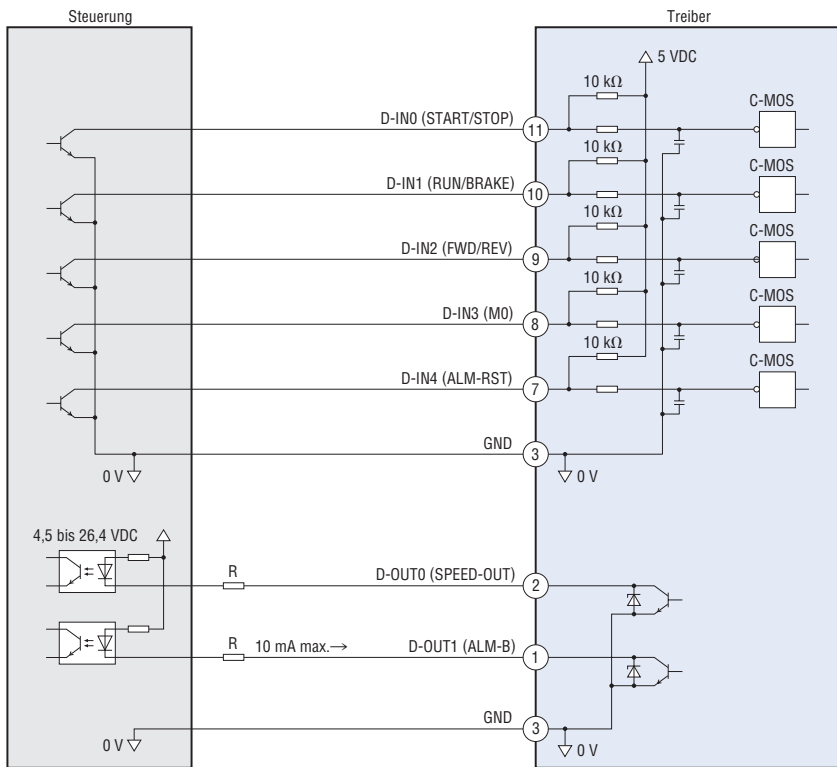 Steuerung
Treiber
5 VDC
10 kΩ
C-MOS
D-IN0 (START/STOP)
11
10 kΩ
C-MOS
D-IN1 (RUN/BRAKE)
10
10 kΩ
C-MOS
D-IN2 (FWD/REV)
9
10 kΩ
C-MOS
D-IN3 (M0)
8
10 kΩ
C-MOS
D-IN4 (ALM-RST)
7
GND
3
0 V
0 V
4,5 bis 26,4 VDC
R
D-OUT0 (SPEED-OUT)
2
R
10 mA max.→
D-OUT1 (ALM-B)
1
GND
3
0 V
0 V